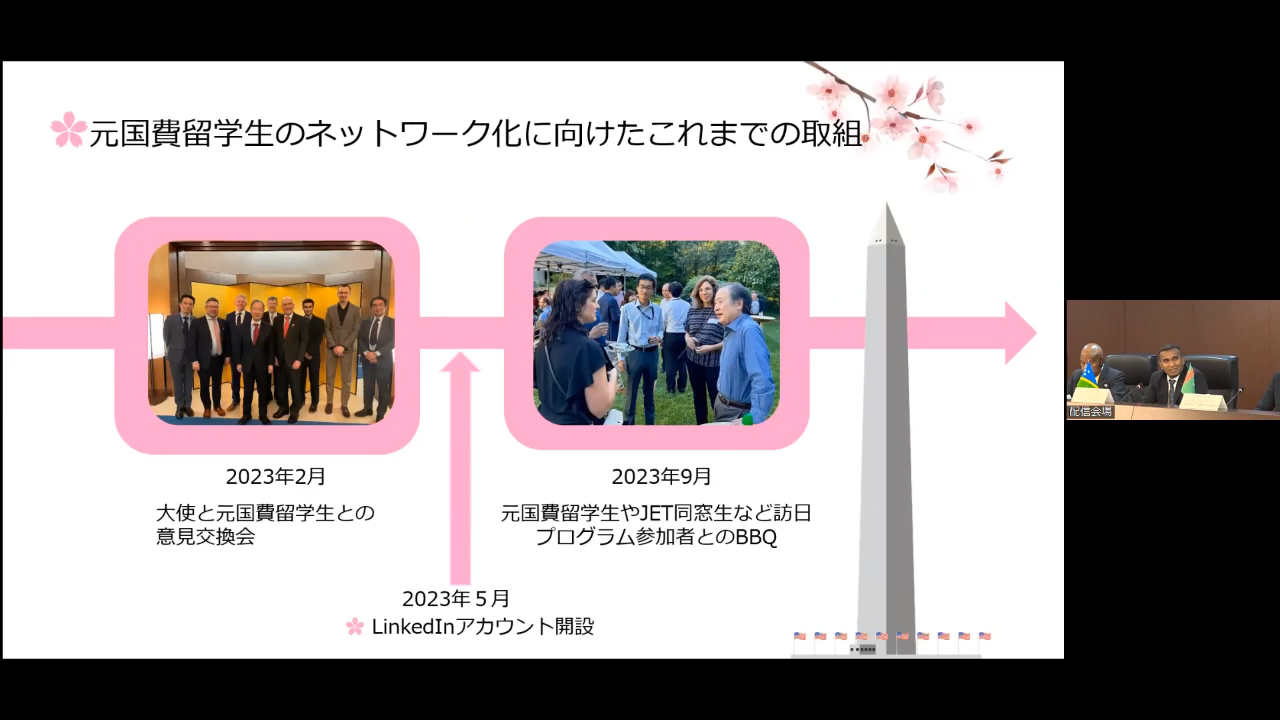 元国費留学生のネットワーク化に向けたこれまでの取組
2023年2月
大使と元国費留学生との
意見交換会
2023年9月
元国費留学生やJET同窓生など訪日
プログラム参加者とのBBQ
2023年５月
LinkedInアカウント開設
配信会場